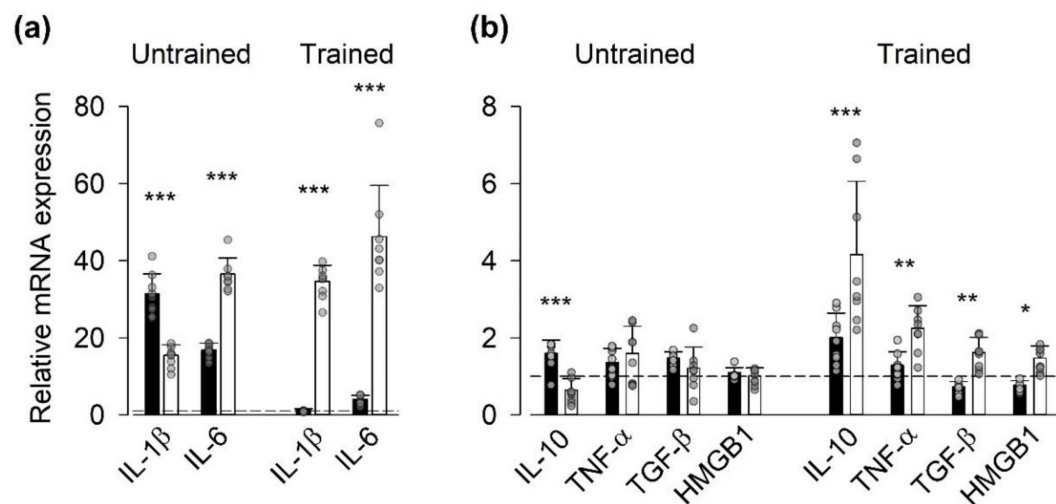 (a)
Untrained Trained
Relative mRNA expression
80
60
40
20
0
*** *** *** ***
IL-1β IL-6 IL-1β IL-6
(b)
Untrained Trained
8
6
4
2
0
*** *** ** ** *
IL-10 TNF-α TGF-β HMGB1 IL-10 TNF-α TGF-β HMGB1